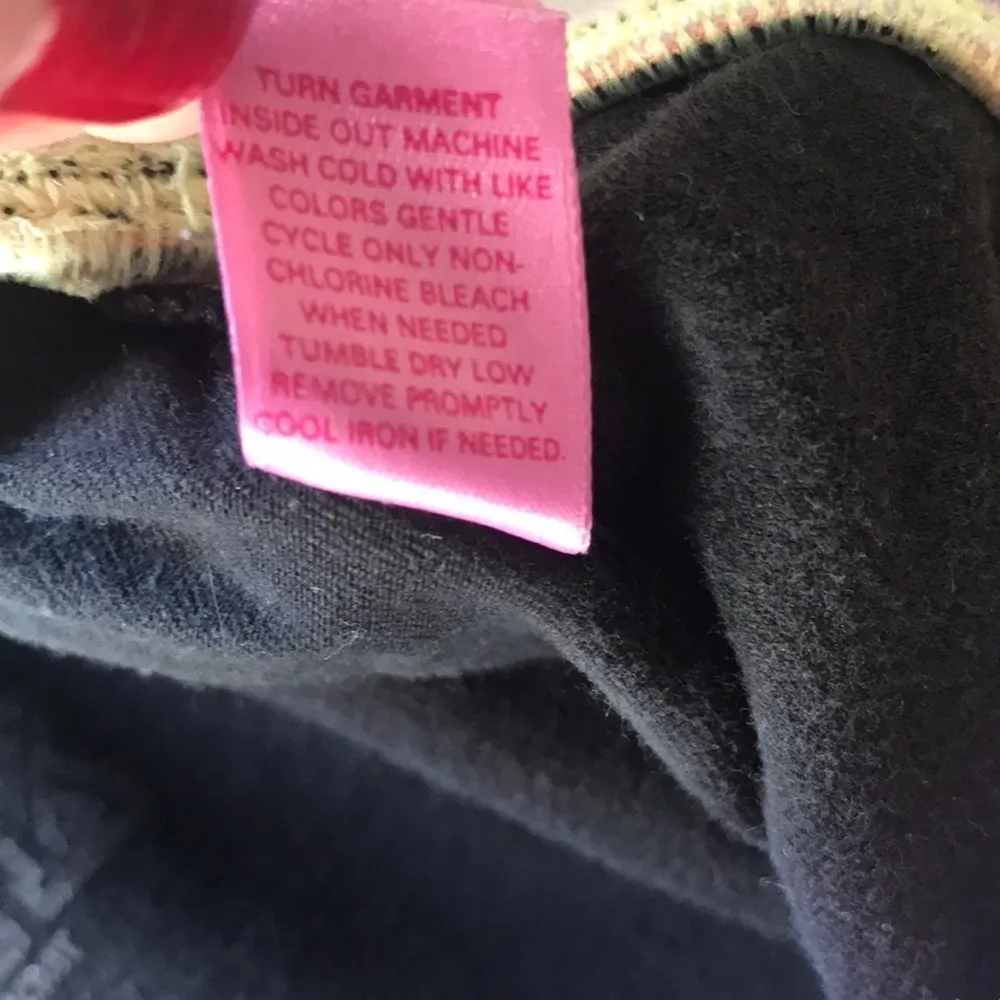 TURN GARMENT
INSIDE OUT MACHINE
WASH COLD WITH LIKE
COLORS GENTLE
CYCLE ONLY NON-
CHLORINE BLEACH
WHEN NEEDED
TUMBLE DRY LOW
REMOVE PROMPTLY
COOL IRON IF NEEDED.